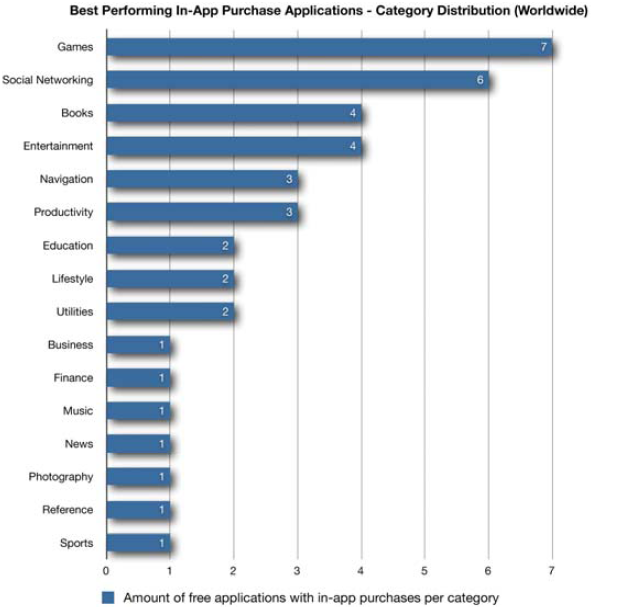 Best Performing In-App Purchase Applications - Category Distribution (Worldwide)
Games 7
Social Networking 6
Books 4
Entertainment 4
Navigation 3
Productivity 3
Education 2
Lifestyle 2
Utilities 2
Business 1
Finance 1
Music 1
News 1
Photography 1
Reference 1
Sports 1
0 1 2 3 4 5 6 7
Amount of free applications with in-app purchases per category